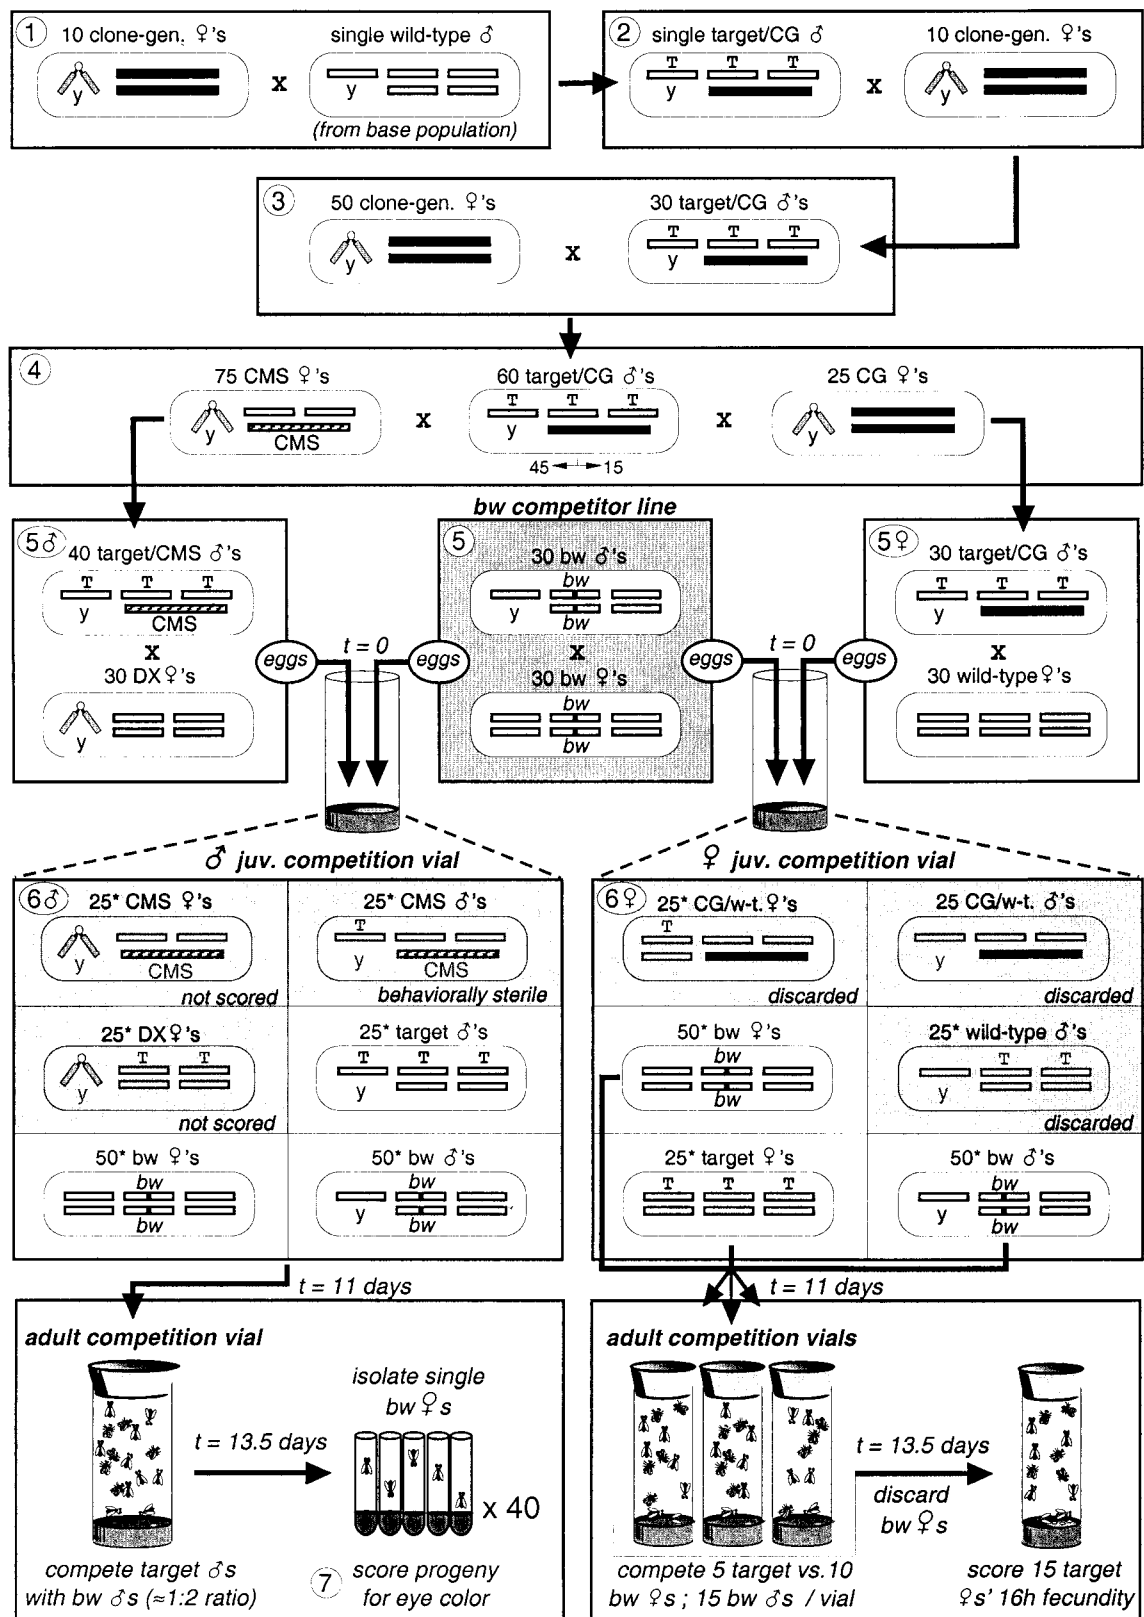 1
10 clone-gen. ♀'s
y
x
single wild-type ♂
y
(from base population)
2
single target/CG ♂
T T T
y
x
10 clone-gen. ♀'s
y
3
50 clone-gen. ♀'s
y
x
30 target/CG ♂'s
T T T
y
4
75 CMS ♀'s
y
CMS
x
60 target/CG ♂'s
T T T
y
45 15
x
25 CG ♀'s
y
bw competitor line
5♂
40 target/CMS ♂'s
T T T
y
CMS
x
30 DX♀'s
y
eggs
t = 0
5
30 bw ♂'s
bw
y
bw
x
30 bw ♀'s
bw
bw
eggs
eggs
t = 0
5♀
30 target/CG ♂'s
T T T
y
x
30 wild-type♀'s
eggs
♂ juv. competition vial
6♂
25* CMS ♀'s
y
CMS
not scored
25* CMS ♂'s
T
y
CMS
behaviorally sterile
25* DX♀'s
T T
y
not scored
25* target ♂'s
T T T
y
50* bw ♀'s
bw
bw
50* bw ♂'s
bw
y
bw
♀ juv. competition vial
6♀
25* CG/w-t. ♀'s
T
discarded
25 CG/w-t. ♂'s
y
discarded
50* bw ♀'s
bw
bw
25* wild-type ♂'s
T T
y
discarded
25* target ♀'s
T T T
50* bw ♂'s
bw
y
bw
t = 11 days
adult competition vial
t = 13.5 days
isolate single
bw ♀s
x 40
compete target ♂s
with bw ♂s (≈1:2 ratio)
7
score progeny
for eye color
t = 11 days
adult competition vials
t = 13.5 days
discard
bw ♀s
compete 5 target vs. 10
bw ♀s ; 15 bw ♂s / vial
score 15 target
♀s' 16h fecundity